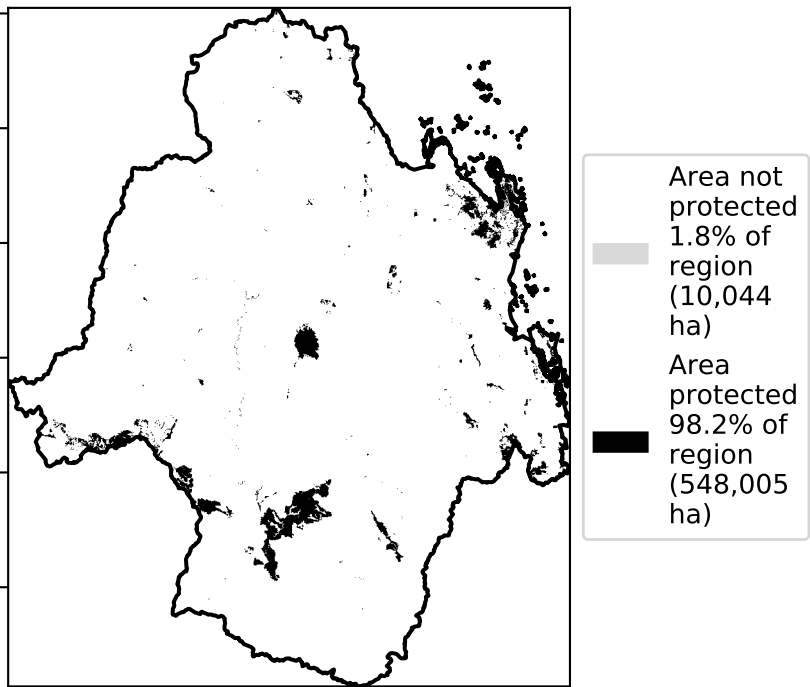 Area not
protected
1.8% of
region
(10,044
ha)
Area
protected
98.2% of
region
(548,005
ha)